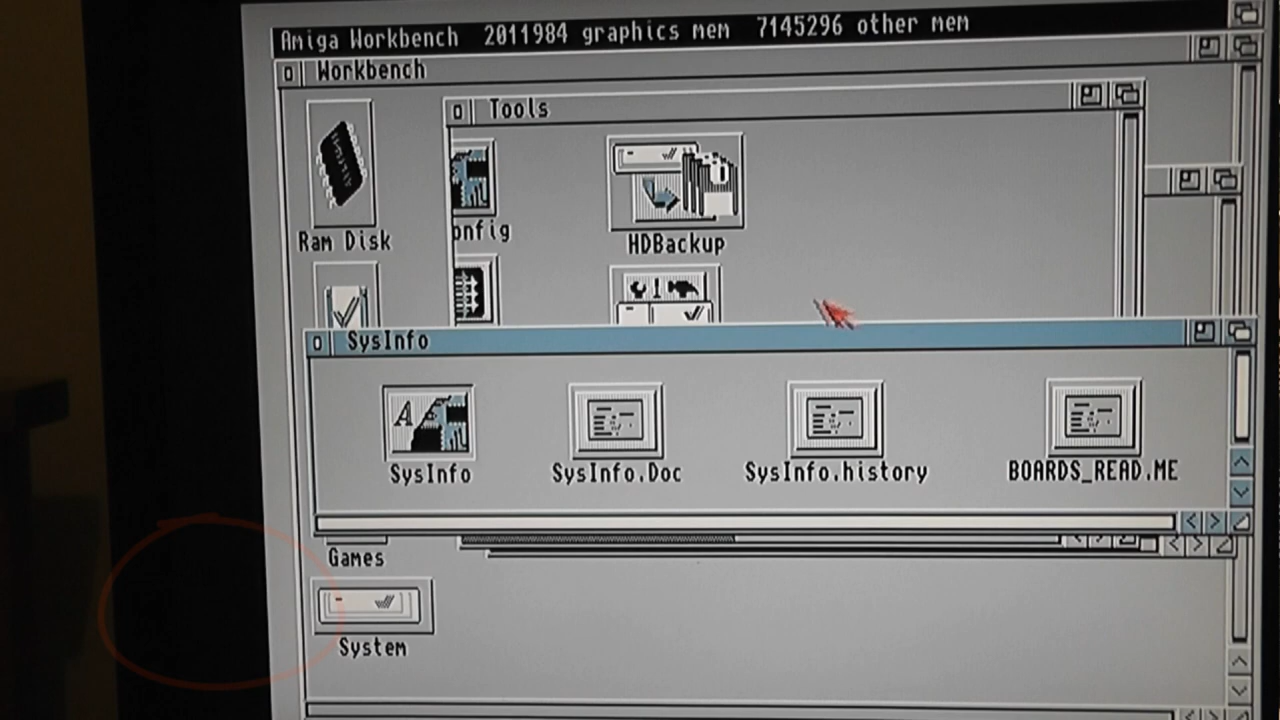 Amiga Workbench 2011984 graphics mem 7145296 other mem
Workbench
Tools
Ram Disk
onfig
HDBackup
SysInfo
A
SysInfo
SysInfo.Doc
SysInfo.history
BOARDS_READ.ME
Games
System